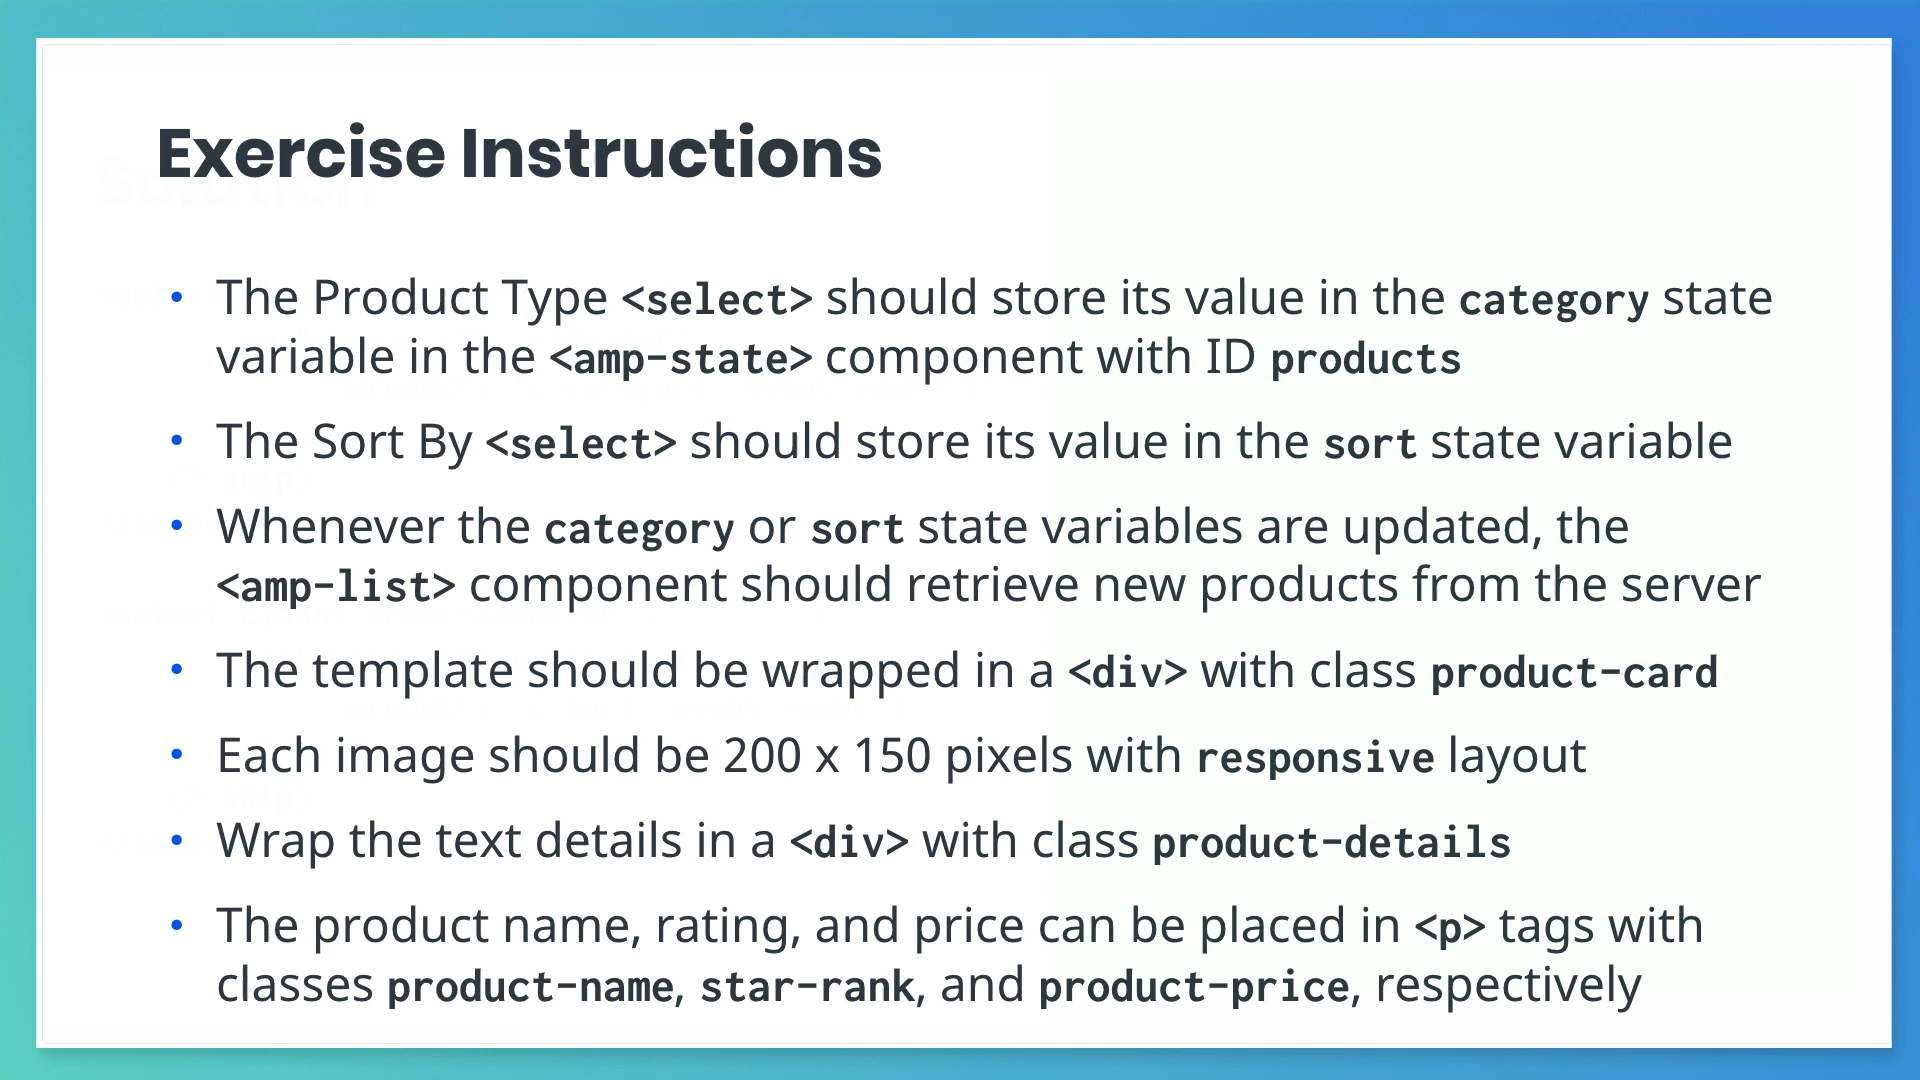 Exercise Instructions
• The Product Type <select> should store its value in the category state
variable in the <amp-state> component with ID products
• The Sort By <select> should store its value in the sort state variable
• Whenever the category or sort state variables are updated, the
<amp-list> component should retrieve new products from the server
• The template should be wrapped in a <div> with class product-card
• Each image should be 200 x 150 pixels with responsive layout
• Wrap the text details in a <div> with class product-details
• The product name, rating, and price can be placed in <p> tags with
classes product-name, star-rank, and product-price, respectively